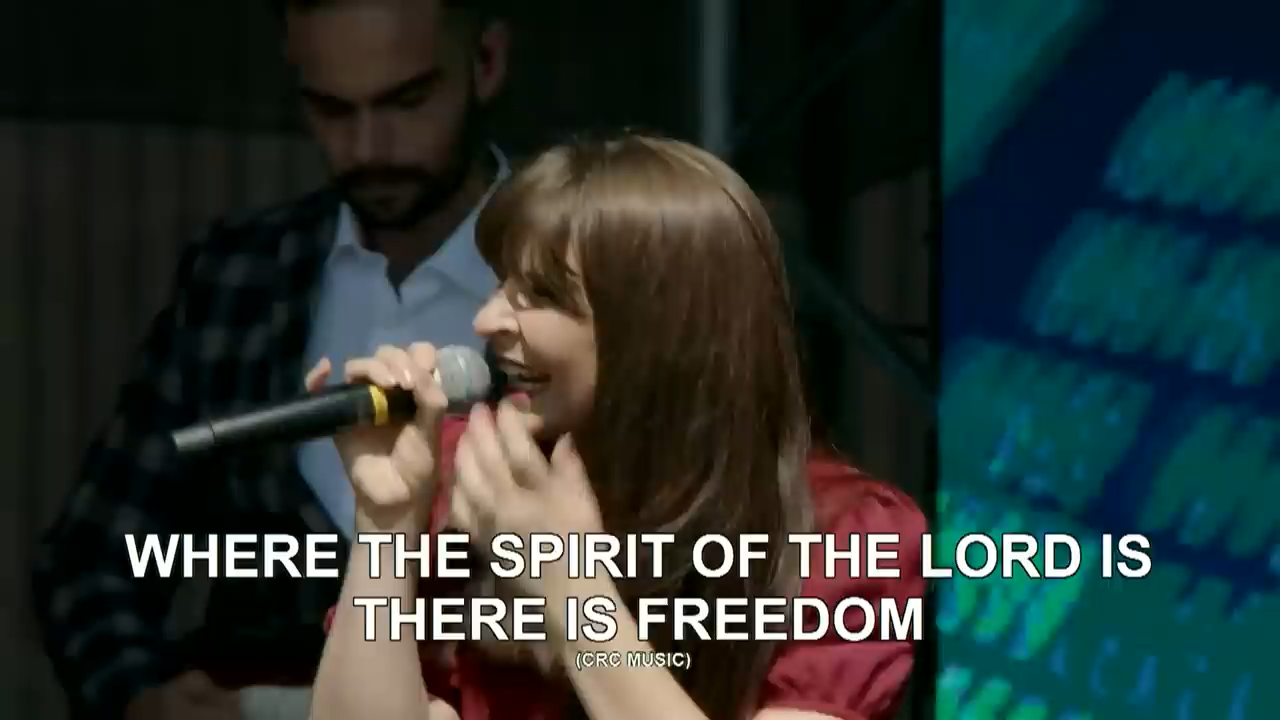 WHERE THE SPIRIT OF THE LORD IS
THERE IS FREEDOM
(CRC MUSIC)